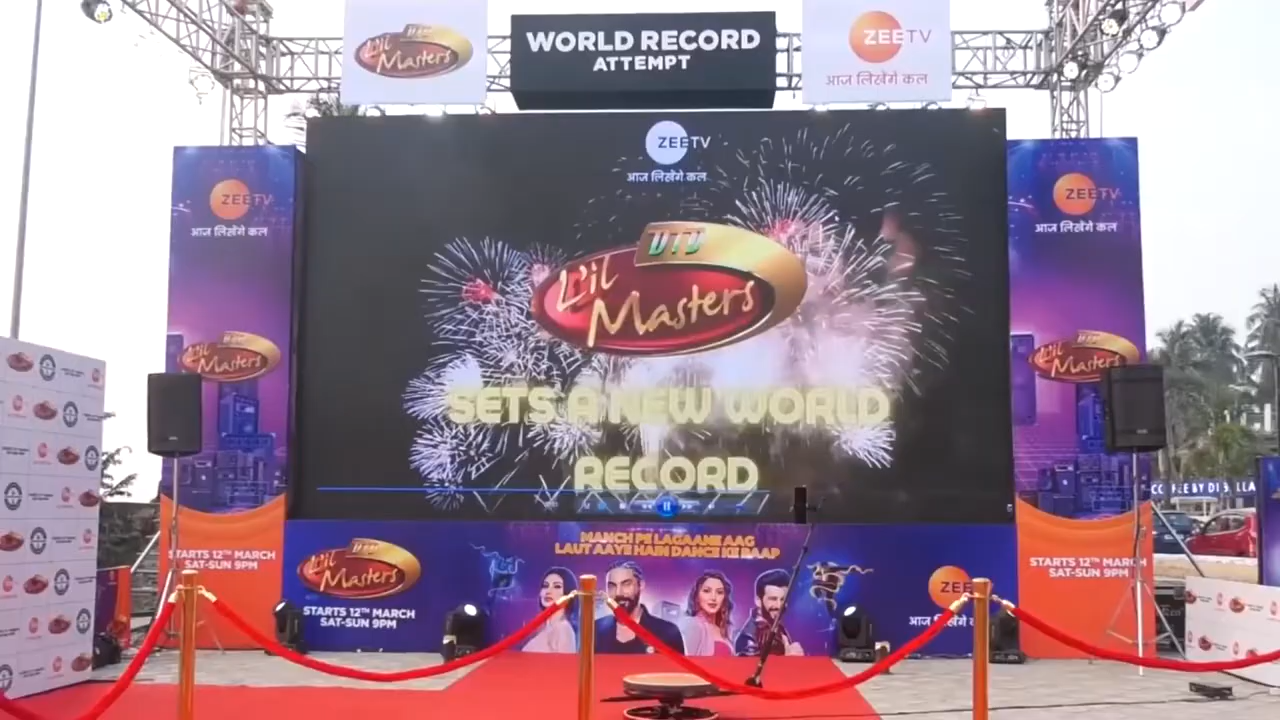 DID
L'il
Masters
WORLD RECORD
ATTEMPT
ZEE TV
आज लिखेंगे कल
ZEE TV
आज लिखेंगे कल
ZEE TV
आज लिखेंगे कल
ZEE TV
आज लिखेंगे कल
DID
L'il
Masters
SETS A NEW WORLD
RECORD
DID
L'il
Masters
DID
L'il
Masters
STARTS 12TH MARCH
SAT-SUN 9PM
DID
L'il
Masters
STARTS 12TH MARCH
SAT-SUN 9PM
MANCH PE LAGAANE AAG
LAUT AAYE HAIN DANCE KE BAAP
ZEE
आज लिखेंगे
STARTS 12TH MARCH
SAT-SUN 9PM